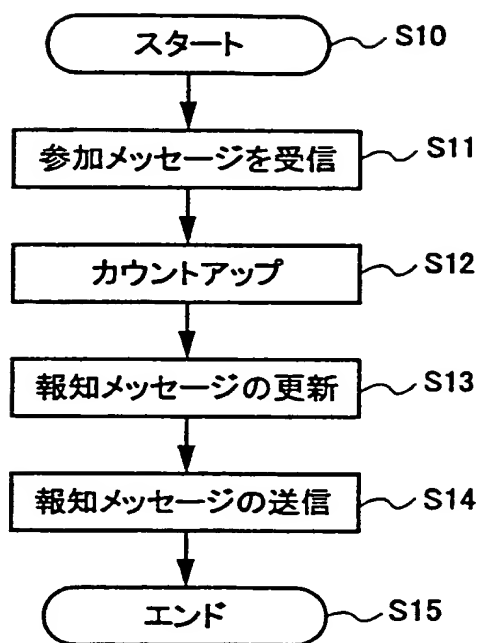 スタート S10
参加メッセージを受信 S11
カウントアップ S12
報知メッセージの更新 S13
報知メッセージの送信 S14
エンド S15